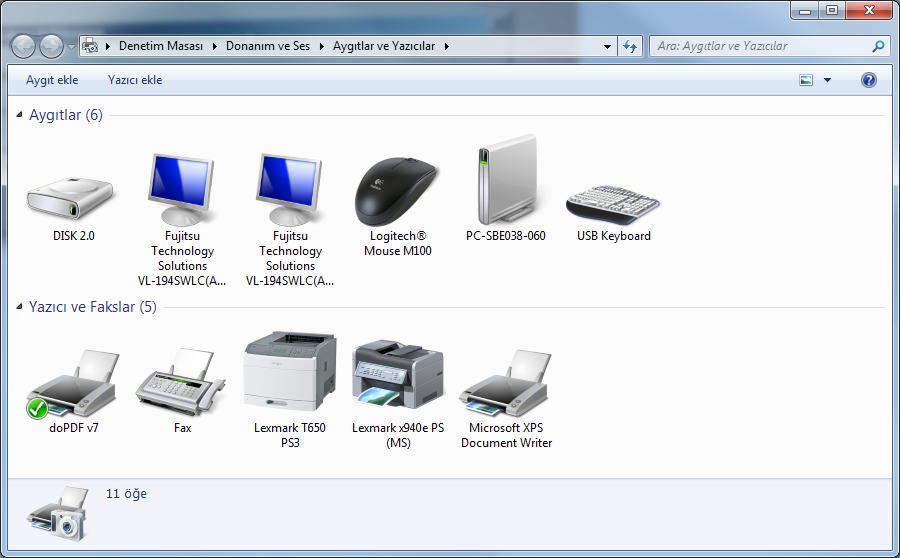 Denetim Masası Donanım ve Ses Aygıtlar ve Yazıcılar
Ara: Aygıtlar ve Yazıcılar
Aygıt ekle Yazıcı ekle
Aygıtlar (6)
DISK 2.0
Fujitsu
Technology
Solutions
VL-194SWLC(A...
Fujitsu
Technology
Solutions
VL-194SWLC(A...
Logitech®
Mouse M100
PC-SBE038-060
USB Keyboard
Yazıcı ve Fakslar (5)
doPDF v7
Fax
Lexmark T650
PS3
Lexmark x940e PS
(MS)
Microsoft XPS
Document Writer
11 öğe